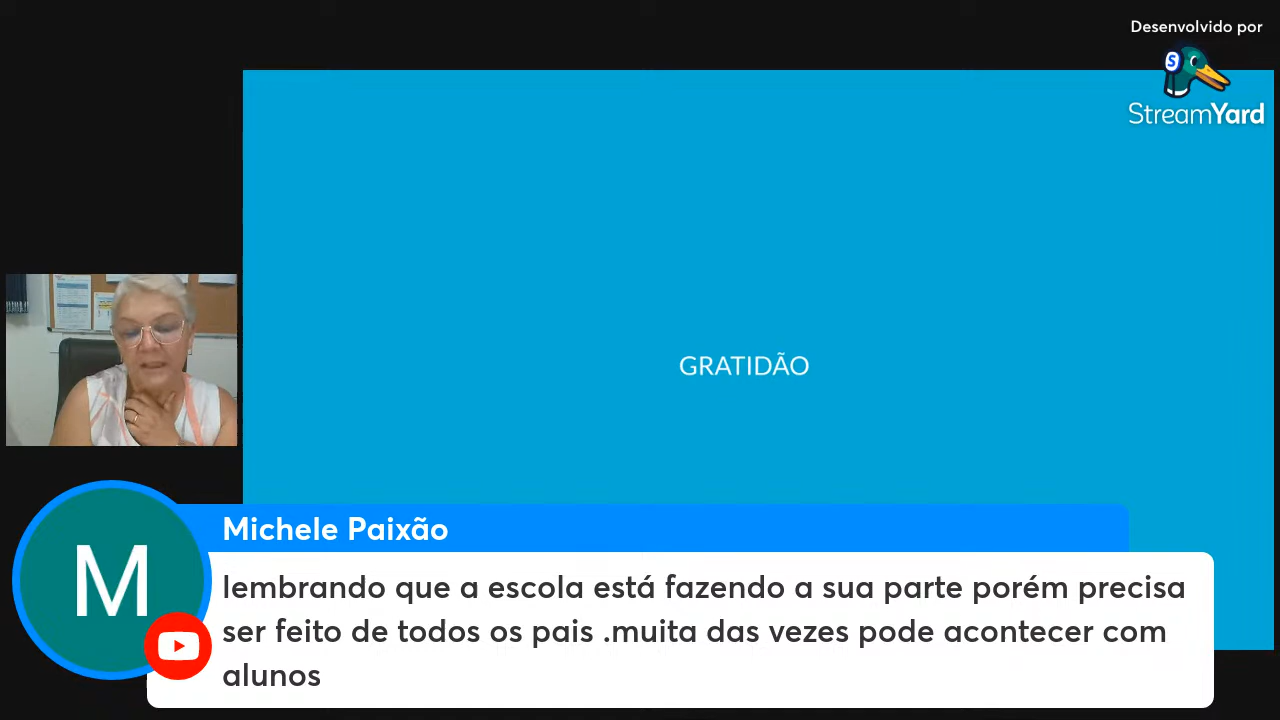 Desenvolvido por
StreamYard
GRATIDÃO
M
Michele Paixão
lembrando que a escola está fazendo a sua parte porém precisa
ser feito de todos os pais .muita das vezes pode acontecer com
alunos